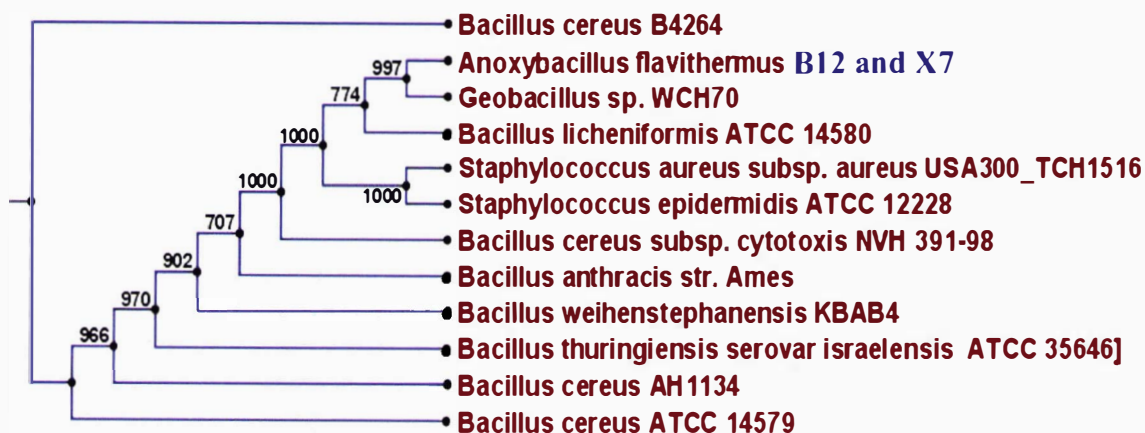 Bacillus cereus B4264
997 Anoxybacillus flavithermus B12 and X7
774 Geobacillus sp. WCH70
1000 Bacillus licheniformis ATCC 14580
Staphylococcus aureus subsp. aureus USA300_TCH1516
1000 1000 Staphylococcus epidermidis ATCC 12228
707 Bacillus cereus subsp. cytotoxis NVH 391-98
902 Bacillus anthracis str. Ames
970 Bacillus weihenstephanensis KBAB4
966 Bacillus thuringiensis serovar israelensis ATCC 35646]
Bacillus cereus AH1134
Bacillus cereus ATCC 14579